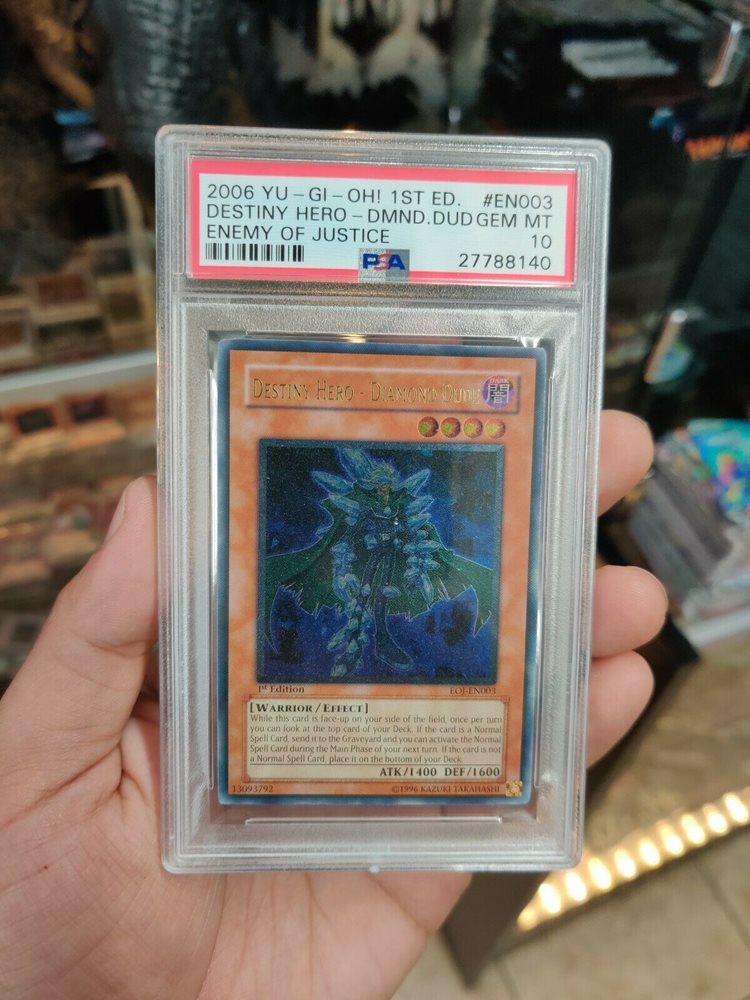 2006 YU-GI-OH! 1ST ED. #EN003
DESTINY HERO-DMND.DUD GEM MT
ENEMY OF JUSTICE 10
PSA 27788140
DESTINY HERO - DIAMOND DUDE
DARK
闇
1st Edition EOJ-EN003
[WARRIOR/EFFECT]
While this card is face-up on your side of the field, once per turn
you can look at the top card of your Deck. If the card is a Normal
Spell Card, send it to the Graveyard and you can activate the Normal
Spell Card during the Main Phase of your next turn. If the card is not
a Normal Spell Card, place it on the bottom of your Deck.
ATK/1400 DEF/1600
13093792 ©1996 KAZUKI TAKAHASHI